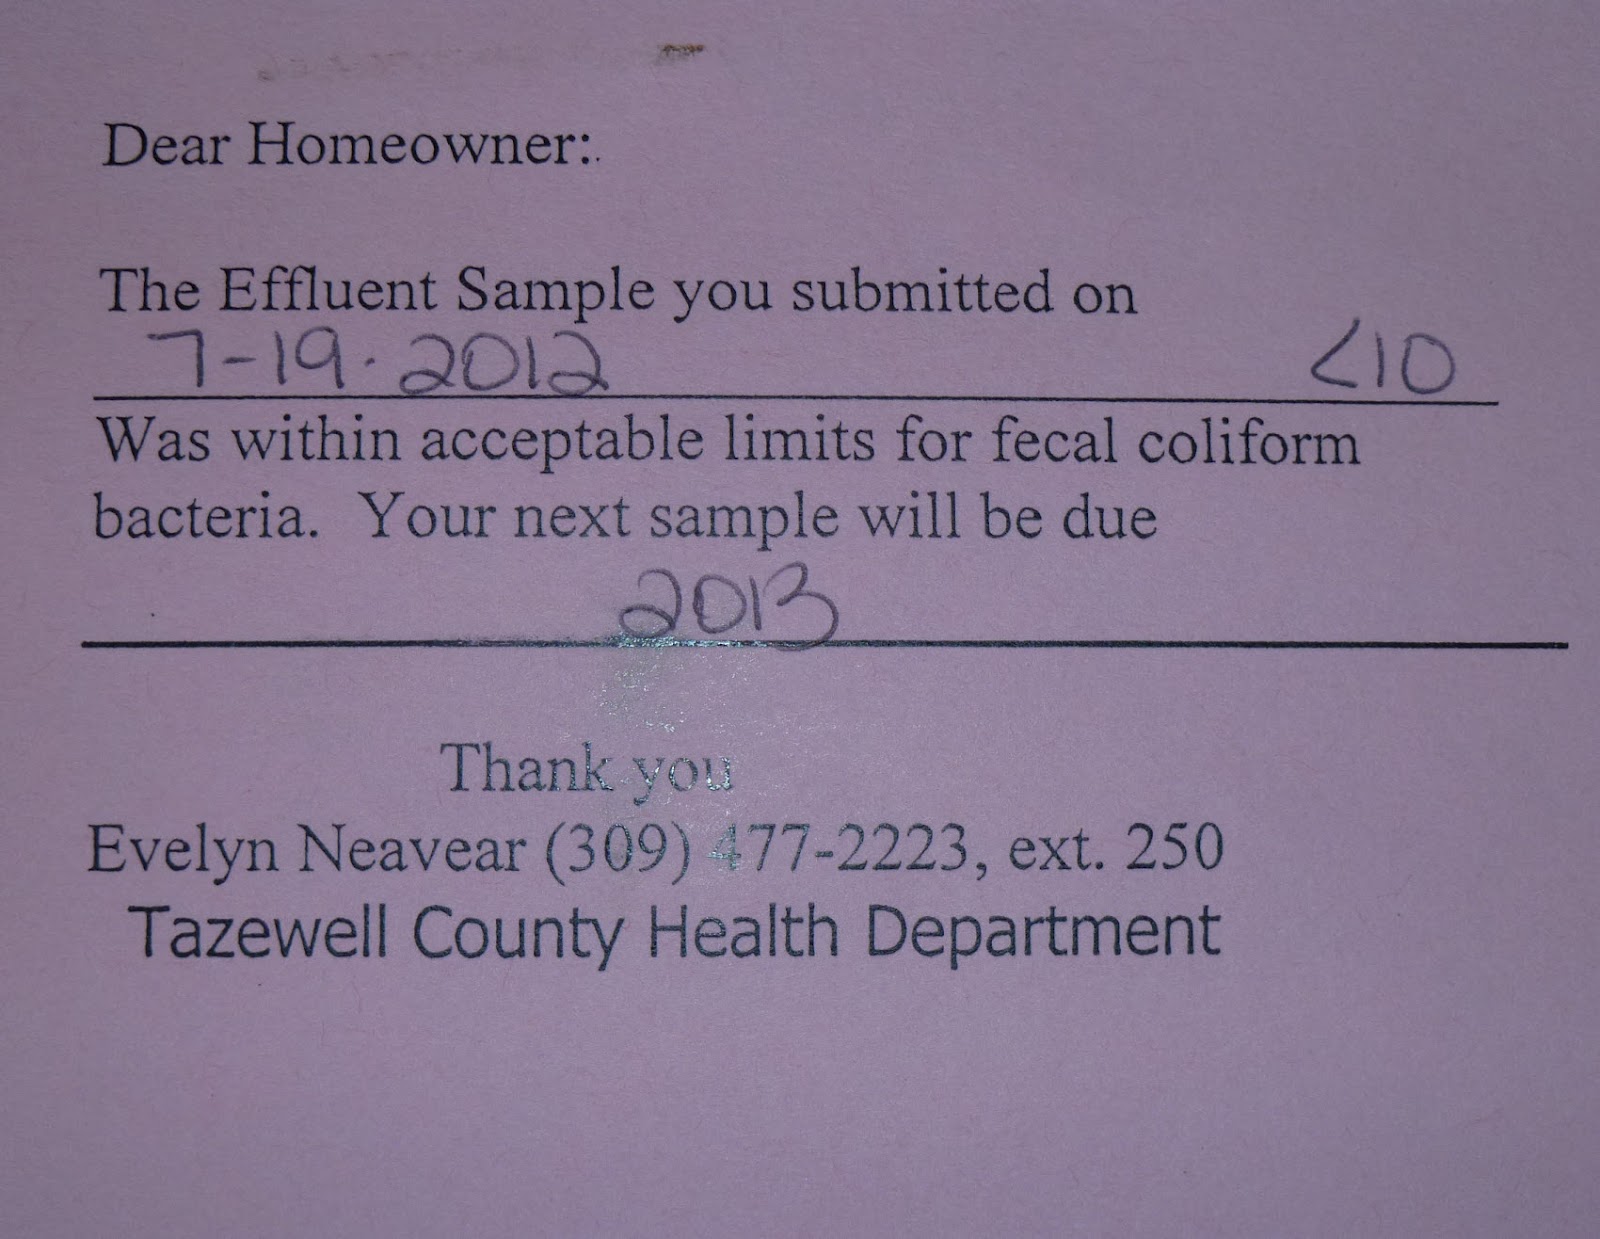 Dear Homeowner:
The Effluent Sample you submitted on
7-19-2012 <10
Was within acceptable limits for fecal coliform
bacteria. Your next sample will be due
2013
Thank you
Evelyn Neavear (309) 477-2223, ext. 250
Tazewell County Health Department